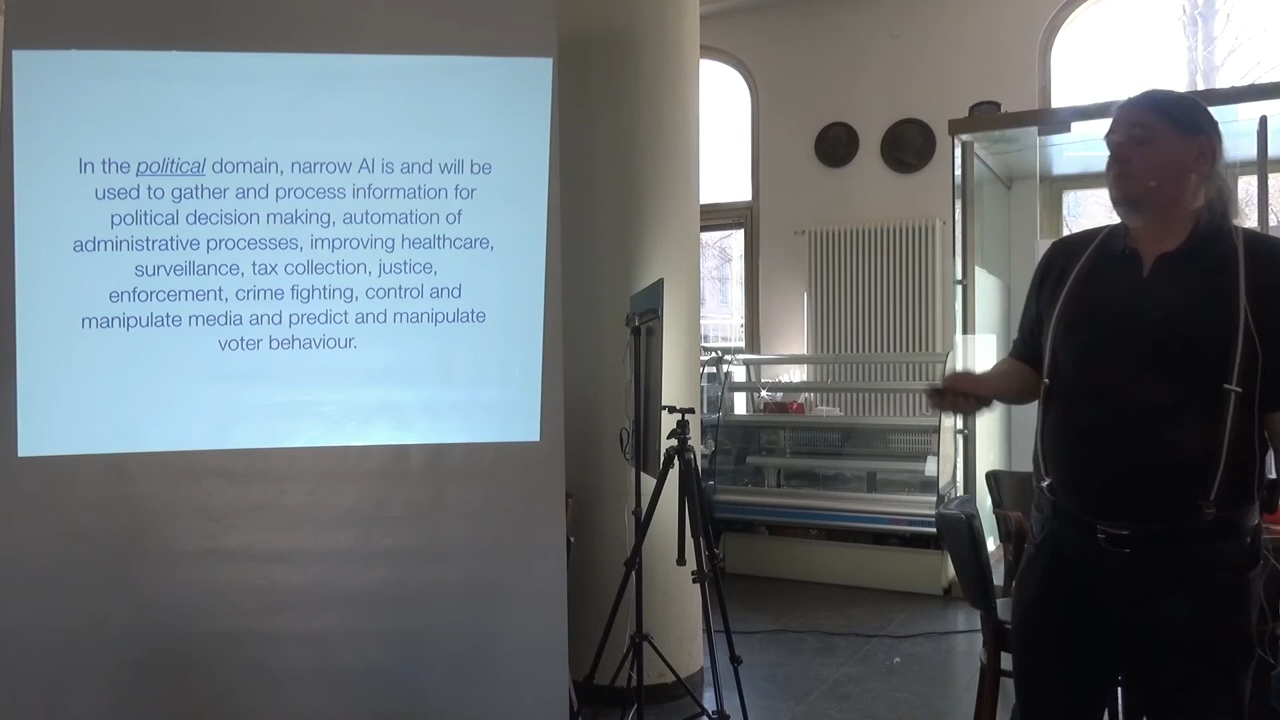 In the political domain, narrow AI is and will be
used to gather and process information for
political decision making, automation of
administrative processes, improving healthcare,
surveillance, tax collection, justice,
enforcement, crime fighting, control and
manipulate media and predict and manipulate
voter behaviour.